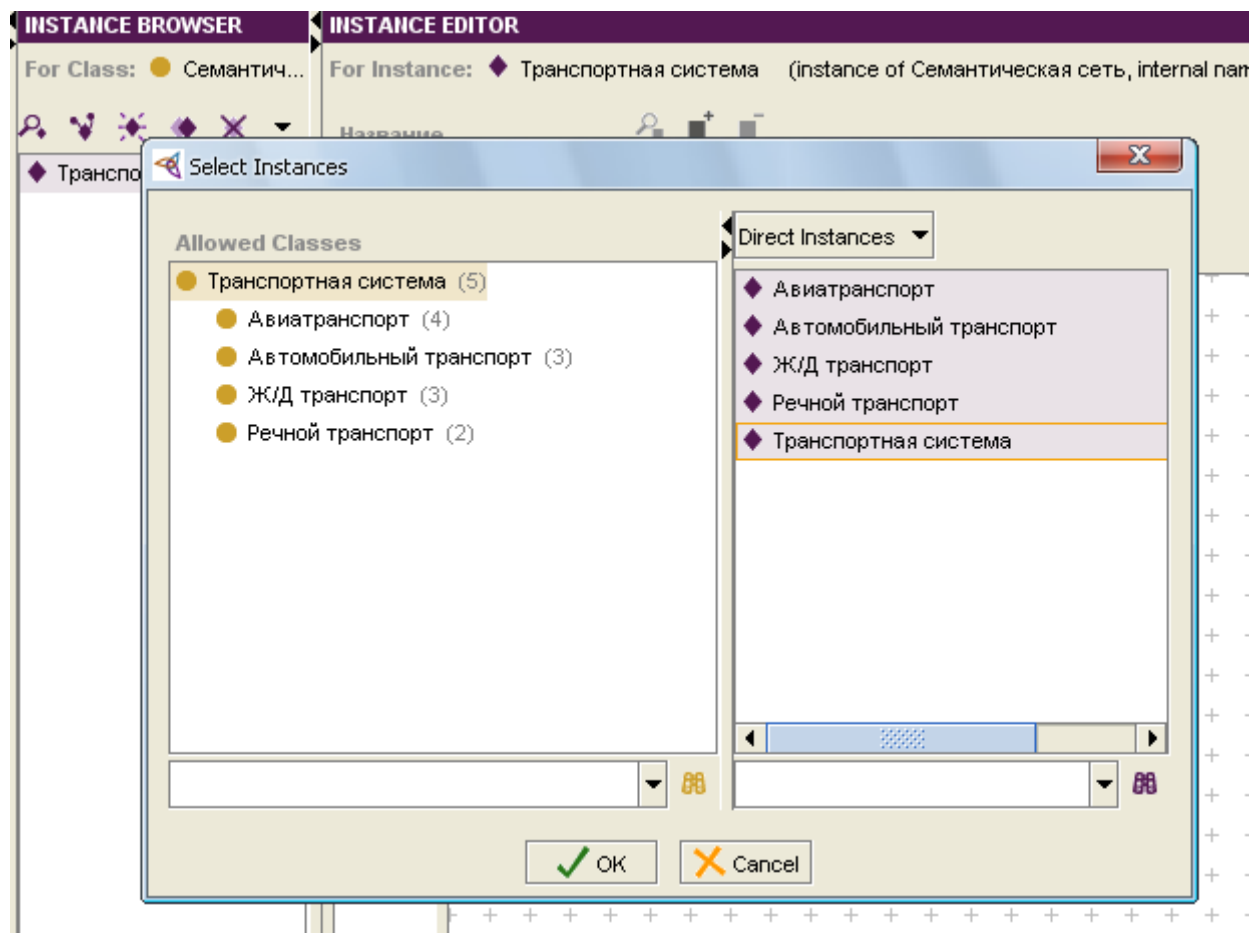 INSTANCE BROWSER
INSTANCE EDITOR
For Class: Семантич...
For Instance: Транспортная система (instance of Семантическая сеть, internal nam
Название
Транспо
Select Instances
Allowed Classes
Direct Instances
Транспортная система (5)
Авиатранспорт (4)
Автомобильный транспорт (3)
Ж/Д транспорт (3)
Речной транспорт (2)
Авиатранспорт
Автомобильный транспорт
Ж/Д транспорт
Речной транспорт
Транспортная система
OK
Cancel